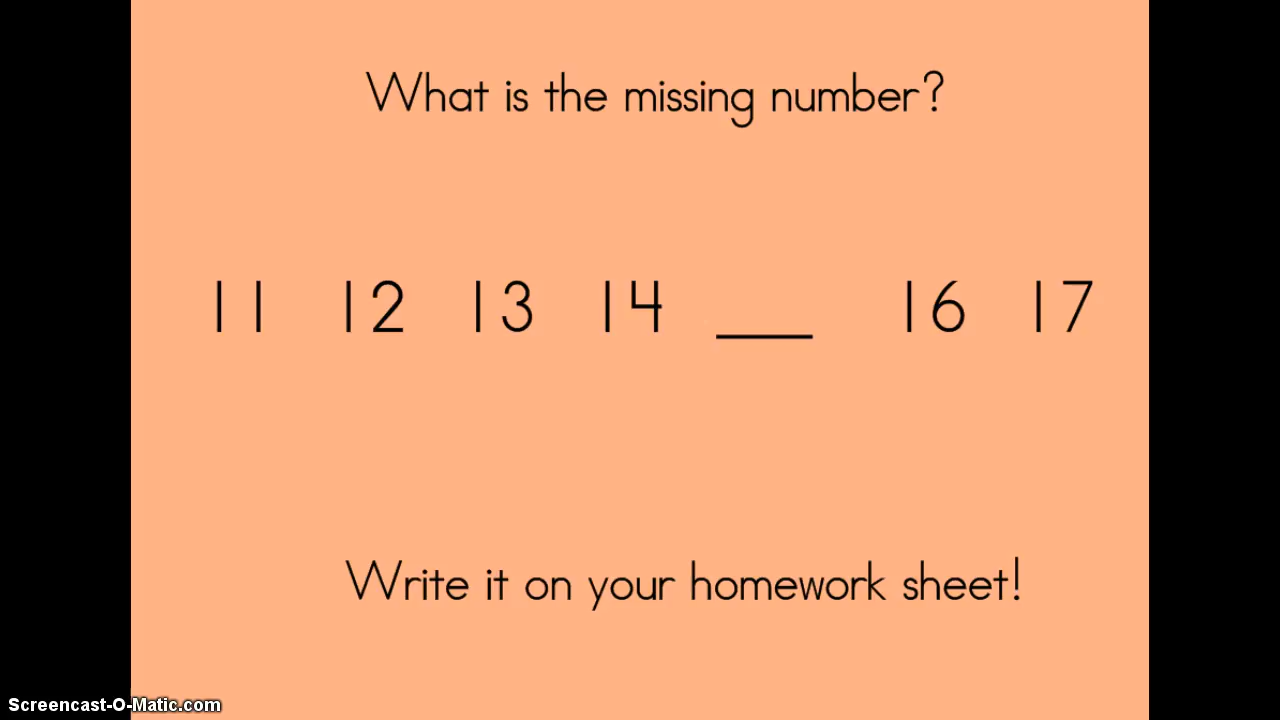 What is the missing number?
11 12 13 14 ___ 16 17
Write it on your homework sheet!
Screencast-O-Matic.com